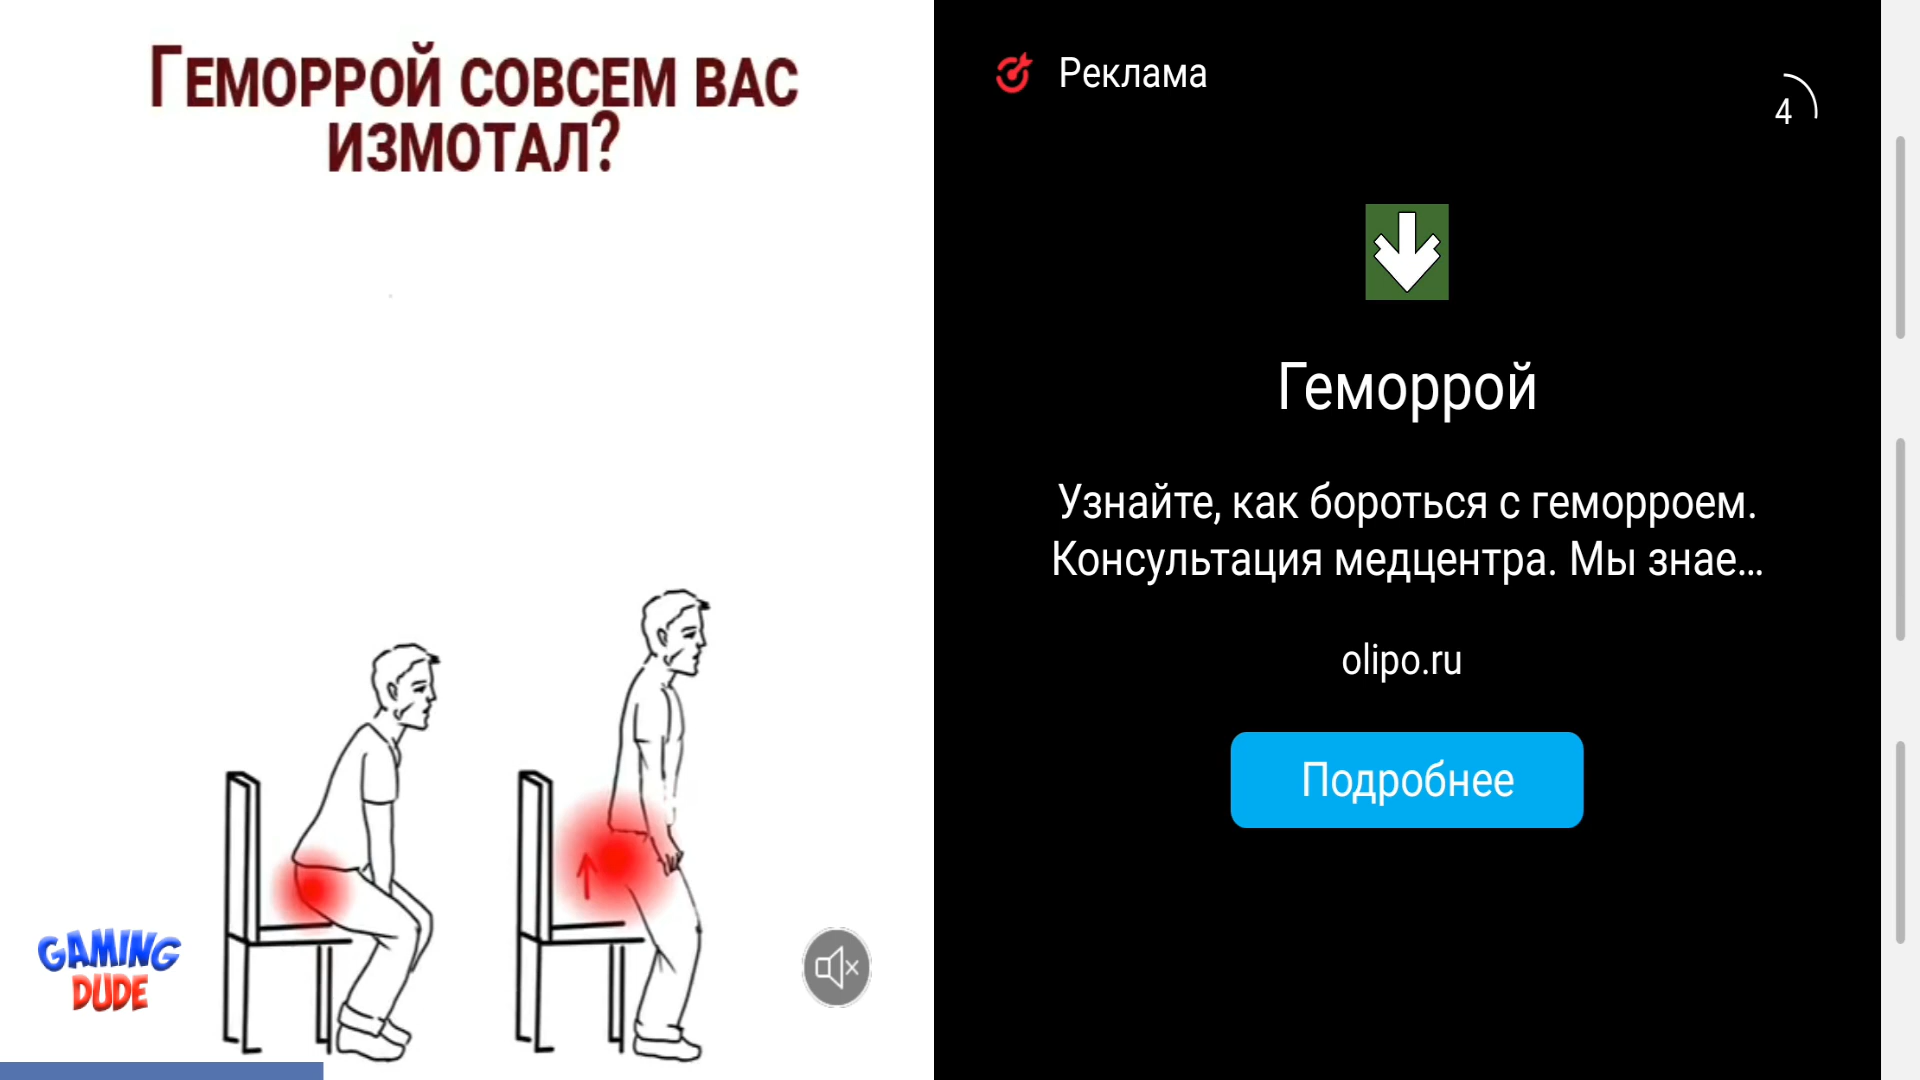 Геморрой совсем вас
измотал?
GAMING
DUDE
Реклама
4
Геморрой
Узнайте, как бороться с геморроем.
Консультация медцентра. Мы знае...
olipo.ru
Подробнее